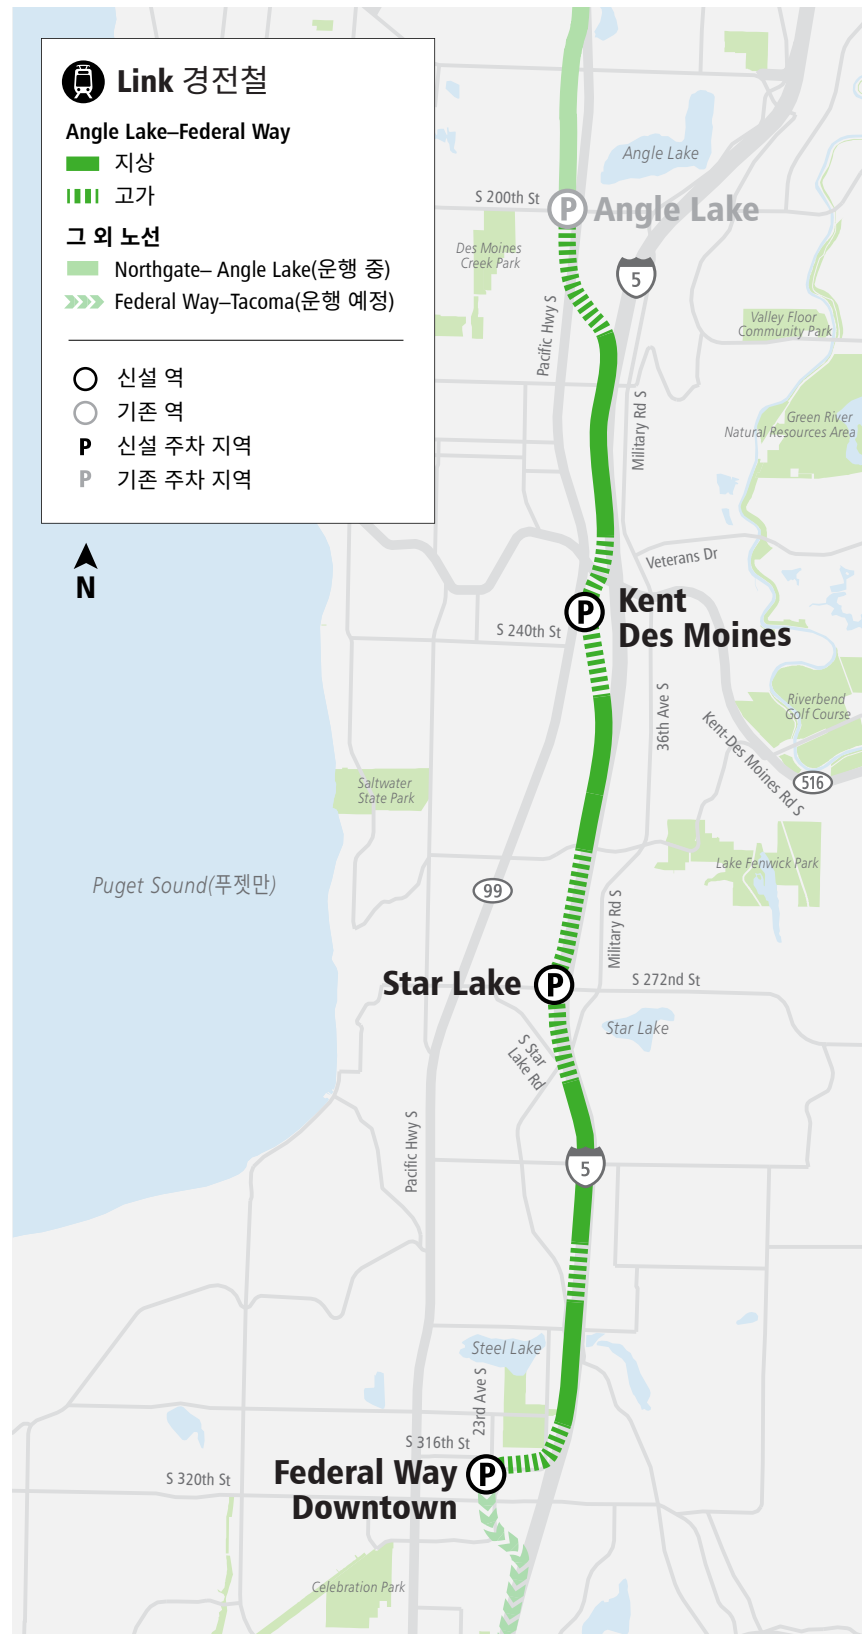 Link 경전철
Angle Lake–Federal Way
지상
고가
그 외 노선
Northgate– Angle Lake(운행 중)
Federal Way–Tacoma(운행 예정)
신설 역
기존 역
P 신설 주차 지역
P 기존 주차 지역
N
Angle Lake
S 200th St
P
Angle Lake
Des Moines
Creek Park
5
Pacific Hwy S
Valley Floor
Community Park
Military Rd S
Green River
Natural Resources Area
Veterans Dr
P
Kent
Des Moines
S 240th St
36th Ave S
Riverbend
Golf Course
Kent-Des Moines Rd S
516
Saltwater
State Park
Lake Fenwick Park
Puget Sound(푸젯만)
99
Military Rd S
Star Lake
P
S 272nd St
Star Lake
S Star
Lake Rd
Pacific Hwy S
5
Steel Lake
23rd Ave S
S 316th St
Federal Way
Downtown
P
S 320th St
Celebration Park